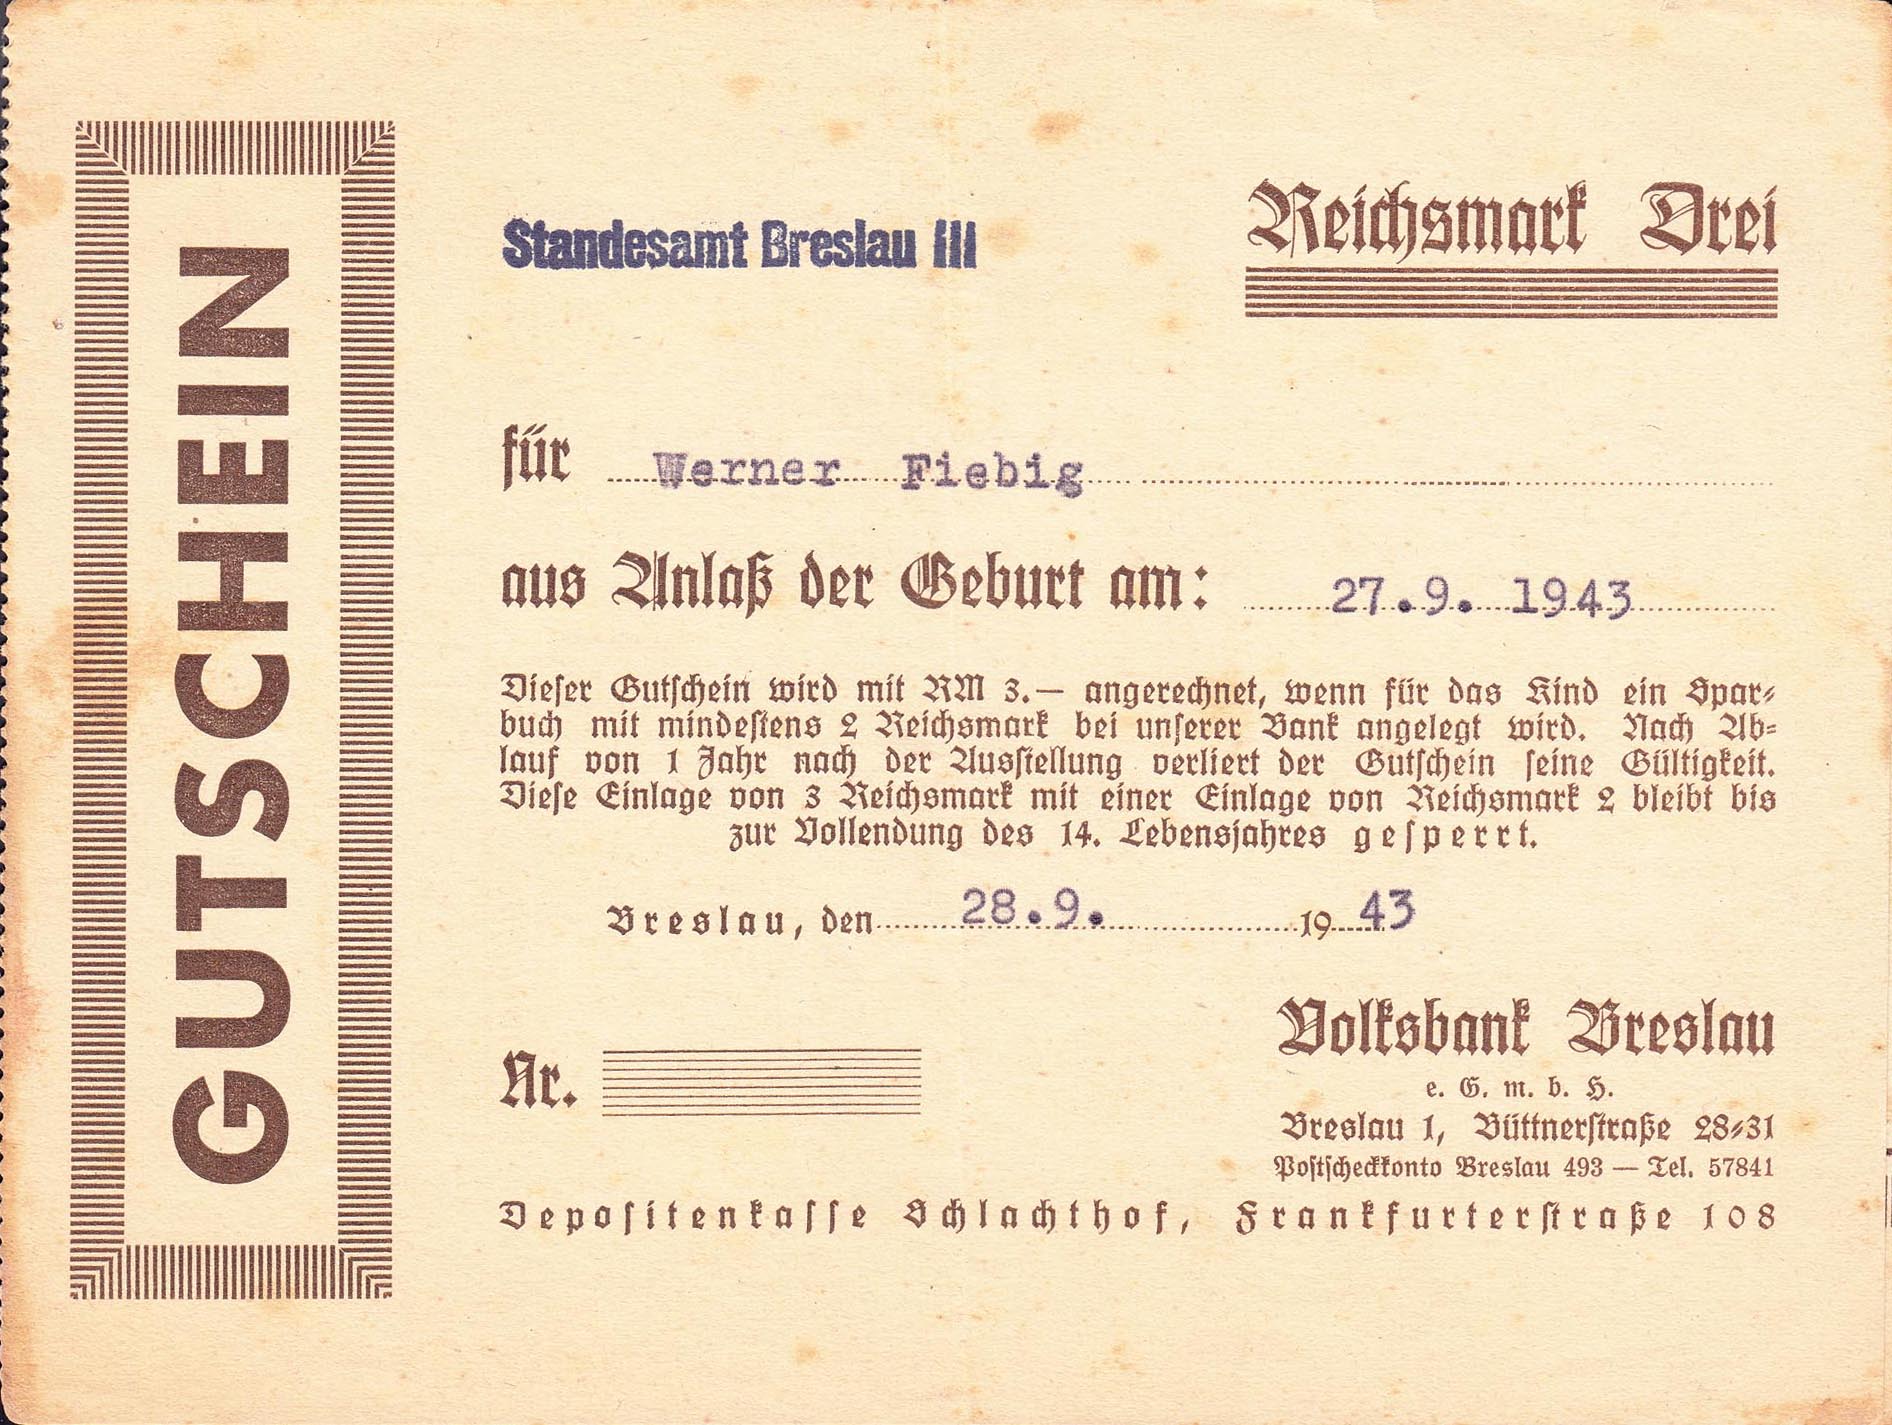 GUTSCHEIN
Standesamt Breslau III
Reichsmark Drei
für Werner Fiebig
aus Anlaß der Geburt am: 27.9. 1943
Dieser Gutschein wird mit RM 3.— angerechnet, wenn für das Kind ein Spar-
buch mit mindestens 2 Reichsmark bei unserer Bank angelegt wird. Nach Ab-
lauf von 1 Jahr nach der Ausstellung verliert der Gutschein seine Gültigkeit.
Diese Einlage von 3 Reichsmark mit einer Einlage von Reichsmark 2 bleibt bis
zur Vollendung des 14. Lebensjahres gesperrt.
Breslau, den 28.9. 19 43
Nr.
Volksbank Breslau
e. G. m. b. H.
Breslau 1, Büttnerstraße 28-31
Postscheckkonto Breslau 493 — Tel. 57841
Depositenkasse Schlachthof, Frankfurterstraße 108